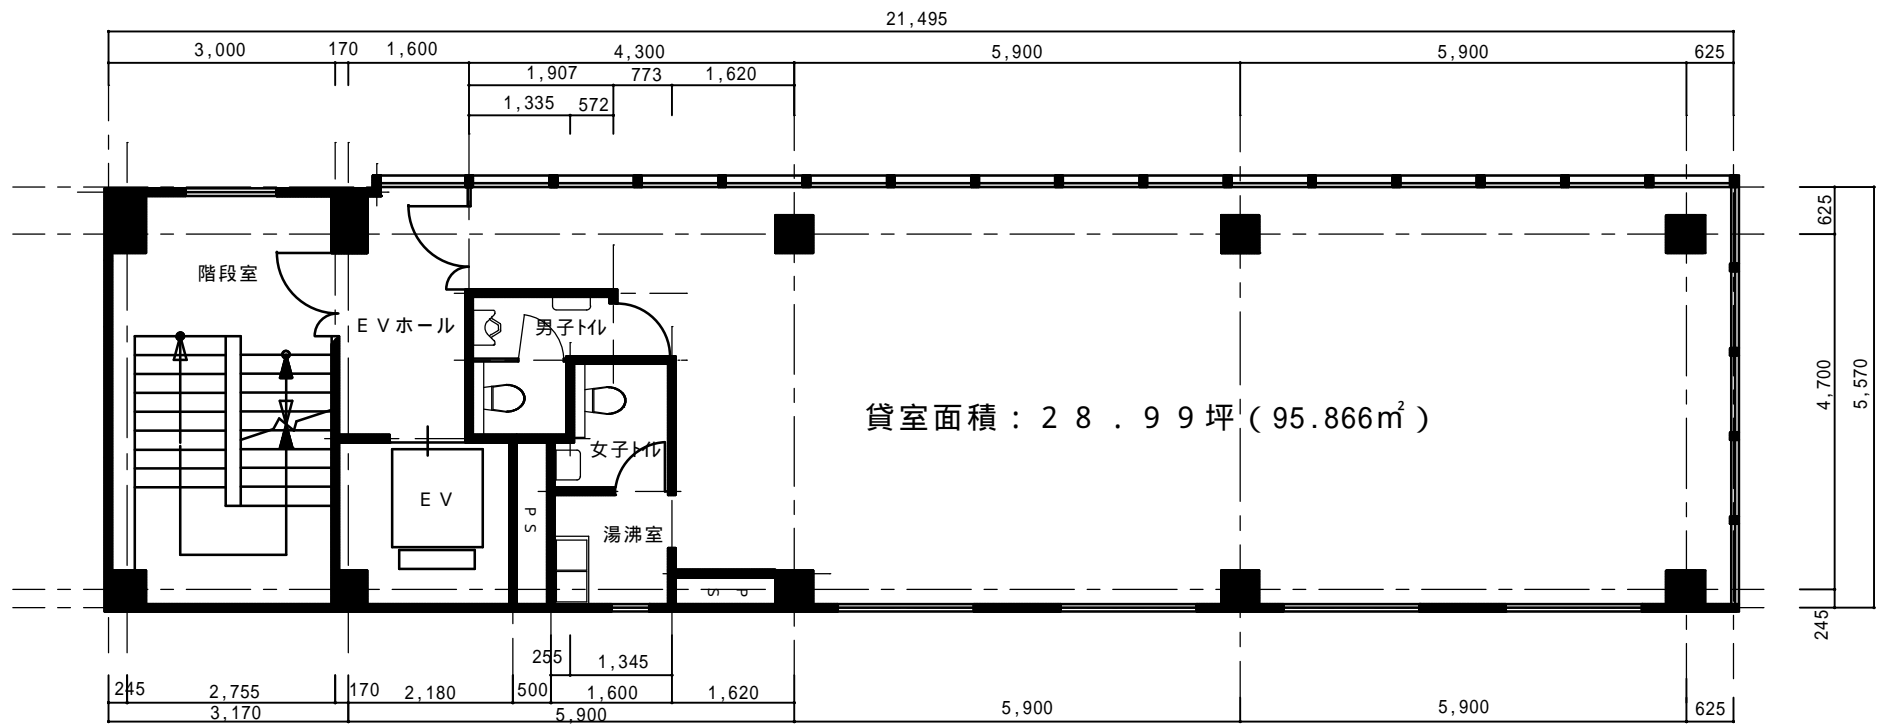 21,495
3,000 170 1,600 4,300 5,900 5,900 625
1,907 773 1,620
1,335 572
階段室
EVホール
男子トイレ
女子トイレ
EV
PS
湯沸室
PS
貸室面積：28.99坪（95.866㎡）
625
4,700
5,570
245
255 1,345
245 2,755 170 2,180 500 1,600 1,620
3,170 5,900 5,900 5,900 625